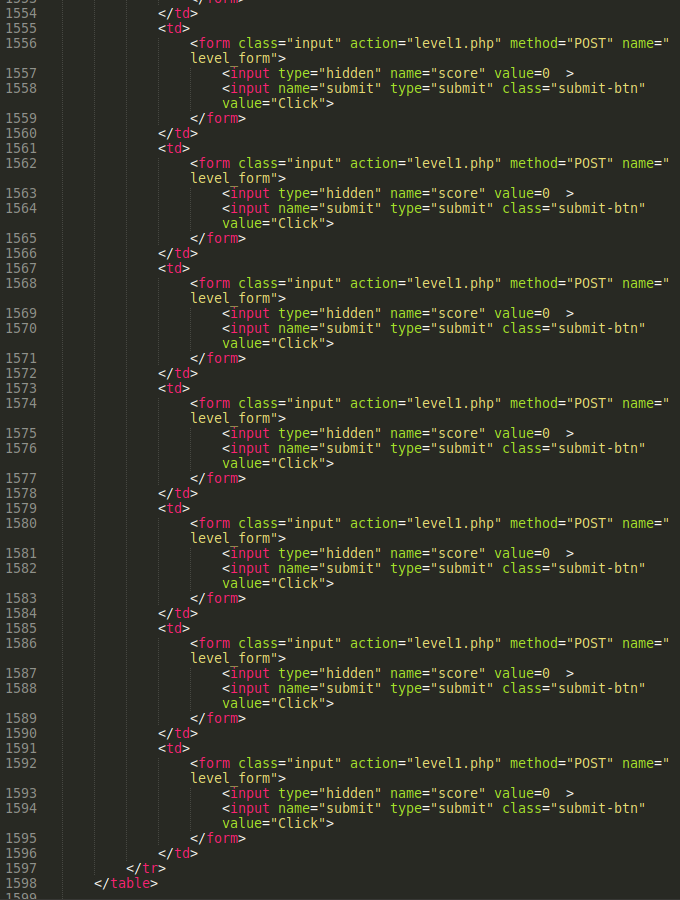 1554 </td>
1555 <td>
1556 <form class="input" action="level1.php" method="POST" name="
level_form">
1557 <input type="hidden" name="score" value=0  >
1558 <input name="submit" type="submit" class="submit-btn"
value="Click">
1559 </form>
1560 </td>
1561 <td>
1562 <form class="input" action="level1.php" method="POST" name="
level_form">
1563 <input type="hidden" name="score" value=0  >
1564 <input name="submit" type="submit" class="submit-btn"
value="Click">
1565 </form>
1566 </td>
1567 <td>
1568 <form class="input" action="level1.php" method="POST" name="
level_form">
1569 <input type="hidden" name="score" value=0  >
1570 <input name="submit" type="submit" class="submit-btn"
value="Click">
1571 </form>
1572 </td>
1573 <td>
1574 <form class="input" action="level1.php" method="POST" name="
level_form">
1575 <input type="hidden" name="score" value=0  >
1576 <input name="submit" type="submit" class="submit-btn"
value="Click">
1577 </form>
1578 </td>
1579 <td>
1580 <form class="input" action="level1.php" method="POST" name="
level_form">
1581 <input type="hidden" name="score" value=0  >
1582 <input name="submit" type="submit" class="submit-btn"
value="Click">
1583 </form>
1584 </td>
1585 <td>
1586 <form class="input" action="level1.php" method="POST" name="
level_form">
1587 <input type="hidden" name="score" value=0  >
1588 <input name="submit" type="submit" class="submit-btn"
value="Click">
1589 </form>
1590 </td>
1591 <td>
1592 <form class="input" action="level1.php" method="POST" name="
level_form">
1593 <input type="hidden" name="score" value=0  >
1594 <input name="submit" type="submit" class="submit-btn"
value="Click">
1595 </form>
1596 </td>
1597 </tr>
1598 </table>
1599